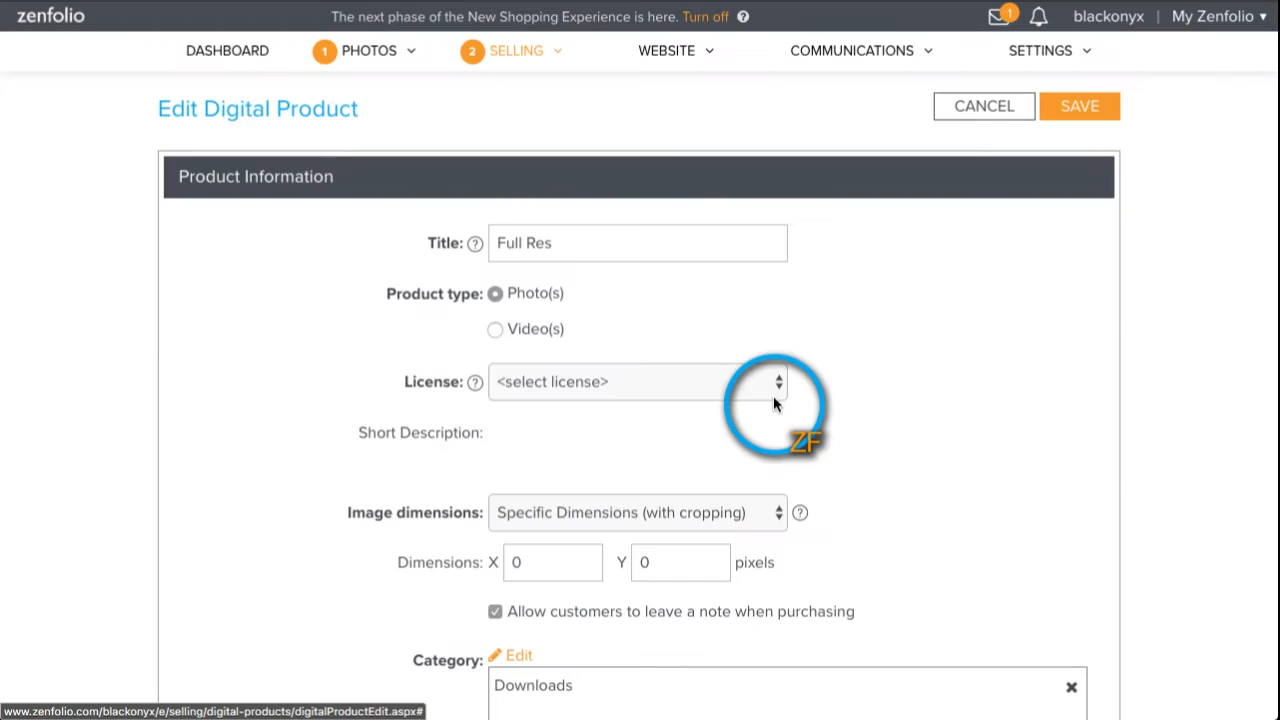 zenfolio The next phase of the New Shopping Experience is here. Turn off ? 1 blackonyx | My Zenfolio ▾
DASHBOARD 1 PHOTOS 2 SELLING WEBSITE COMMUNICATIONS SETTINGS
Edit Digital Product CANCEL SAVE
Product Information
Title: ? Full Res
Product type: Photo(s)
Video(s)
License: ? <select license>
ZF
Short Description:
Image dimensions: Specific Dimensions (with cropping) ?
Dimensions: X 0 Y 0 pixels
Allow customers to leave a note when purchasing
Category: Edit
Downloads
www.zenfolio.com/blackonyx/e/selling/digital-products/digitalProductEdit.aspx#